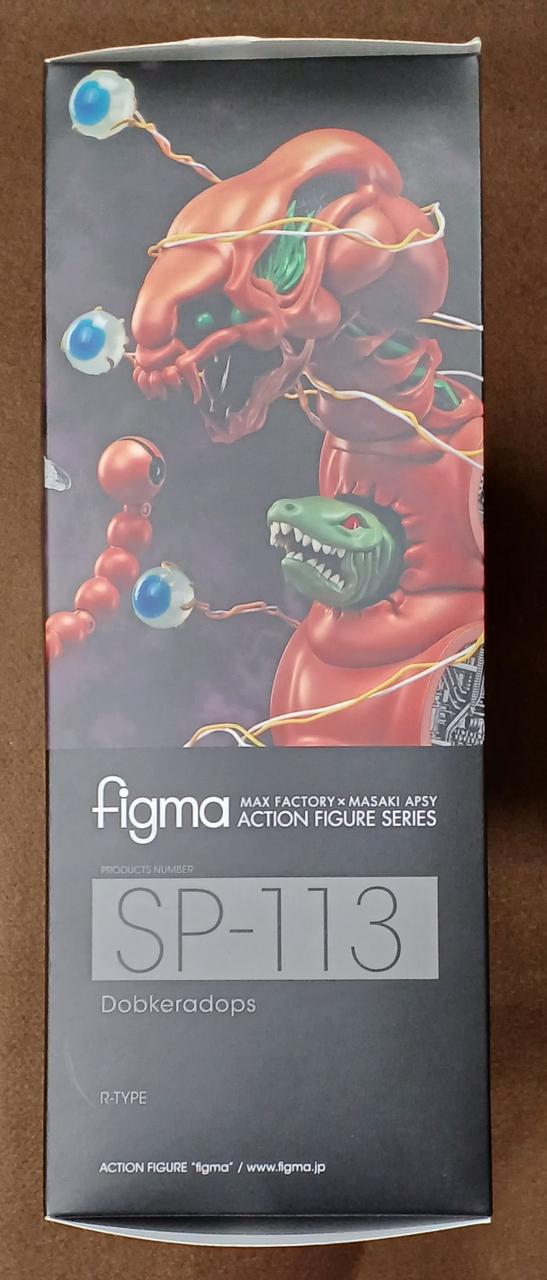 figma MAX FACTORY × MASAKI APSY
ACTION FIGURE SERIES
PRODUCTS NUMBER
SP-113
Dobkeradops
R-TYPE
ACTION FIGURE "figma" / www.figma.jp